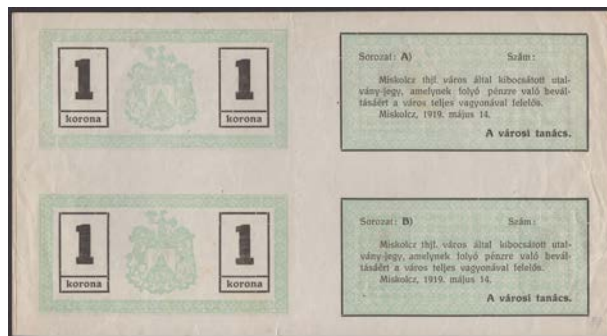 1 1
korona korona
Sorozat: A) Szám:
Miskolcz thjf. város által kibocsátott utal-
vány-jegy, amelynek folyó pénzre való bevál-
tásáért a város teljes vagyonával felelős.
Miskolcz, 1919. május 14.
A városi tanács.
1 1
korona korona
Sorozat: B) Szám:
Miskolcz thjf. város által kibocsátott utal-
vány-jegy, amelynek folyó pénzre való bevál-
tásáért a város teljes vagyonával felelős.
Miskolcz, 1919. május 14.
A városi tanács.